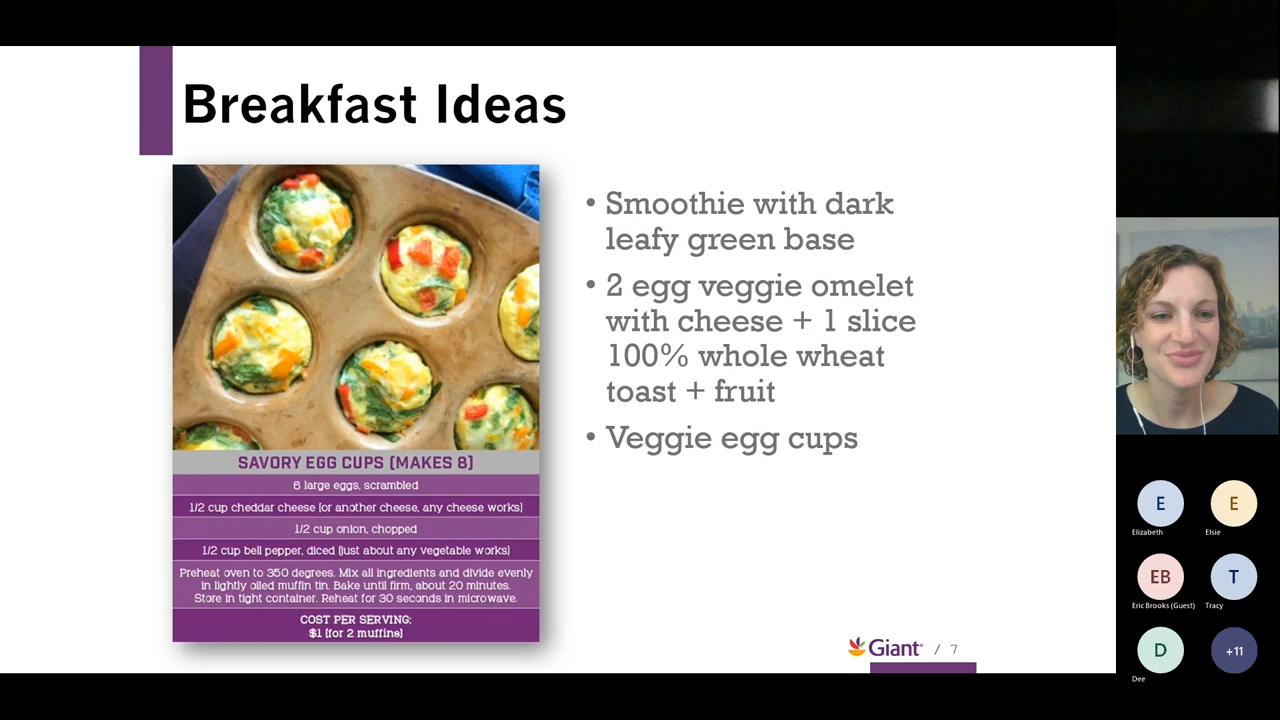 Breakfast Ideas
SAVORY EGG CUPS (MAKES 8)
6 large eggs, scrambled
1/2 cup cheddar cheese (or another cheese, any cheese works)
1/2 cup onion, chopped
1/2 cup bell pepper, diced (just about any vegetable works)
Preheat oven to 350 degrees. Mix all ingredients and divide evenly
in lightly oiled muffin tin. Bake until firm, about 20 minutes.
Store in tight container. Reheat for 30 seconds in microwave.
COST PER SERVING:
$1 (for 2 muffins)
• Smoothie with dark
leafy green base
• 2 egg veggie omelet
with cheese + 1 slice
100% whole wheat
toast + fruit
• Veggie egg cups
Giant® / 7
E
Elizabeth
E
Elsie
EB
Eric Brooks (Guest)
T
Tracy
D
Dee
+11